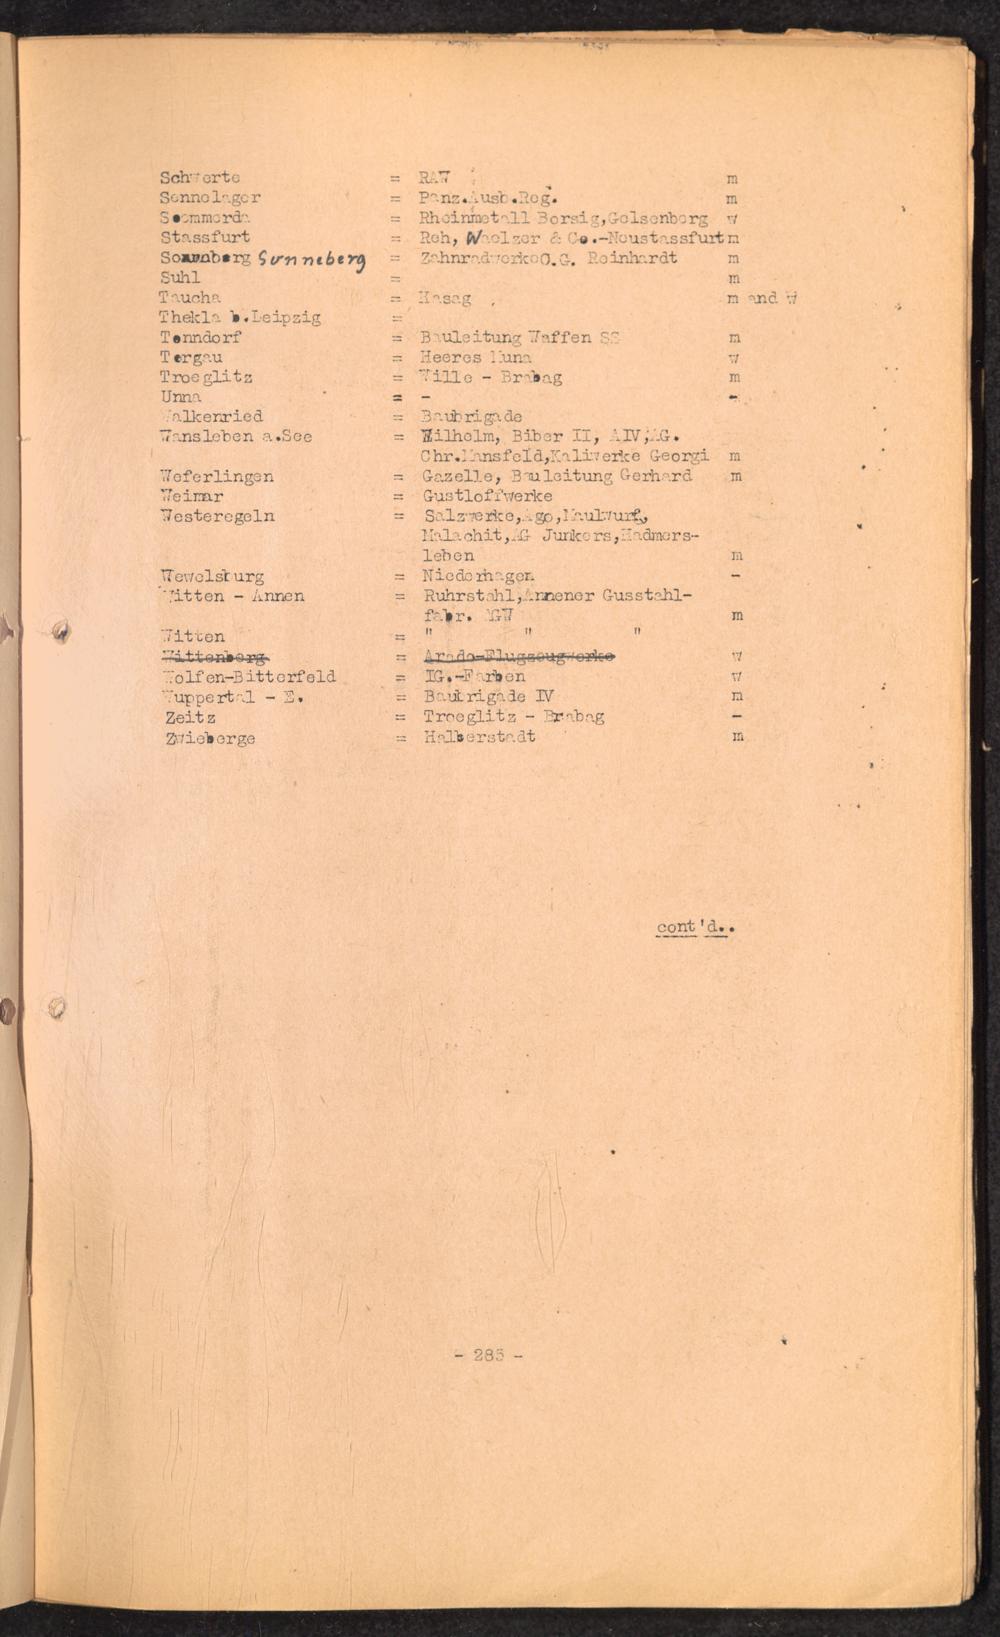 Schwerte = RAW m
Sennelager = Panz.Ausb.Reg. m
Soemmerda = Rheinmetall Borsig,Gelsenberg w
Stassfurt = Reh, Waelzer & Co.-Neustassfurt m
Sonneberg Sonneberg = Zahnradwerke O.G. Reinhardt m
Suhl = m
Taucha = Hasag m and w
Thekla b.Leipzig =
Tonndorf = Bauleitung Waffen SS m
Torgau = Heeres Muna w
Troeglitz = Wille - Brabag m
Unna = - -
Walkenried = Baubrigade
Wansleben a.See = Wilhelm, Biber II, AIV,AG.
Chr.Mansfeld,Kaliwerke Georgi m
Weferlingen = Gazelle, Bauleitung Gerhard m
Weimar = Gustloffwerke
Westeregeln = Salzwerke,Ago,Maulwurf,
Malachit,AG Junkers,Hadmers-
leben m
Wewelsburg = Niederhagen -
Witten - Annen = Ruhrstahl,Annener Gusstahl-
fabr. AGW m
Witten = " " "
Wittenberg = Arado-Flugzeugwerke w
Wolfen-Bitterfeld = IG.-Farben w
Wuppertal - E. = Baubrigade IV m
Zeitz = Troeglitz - Brabag -
Zwieberge = Halberstadt m
cont'd..
- 285 -